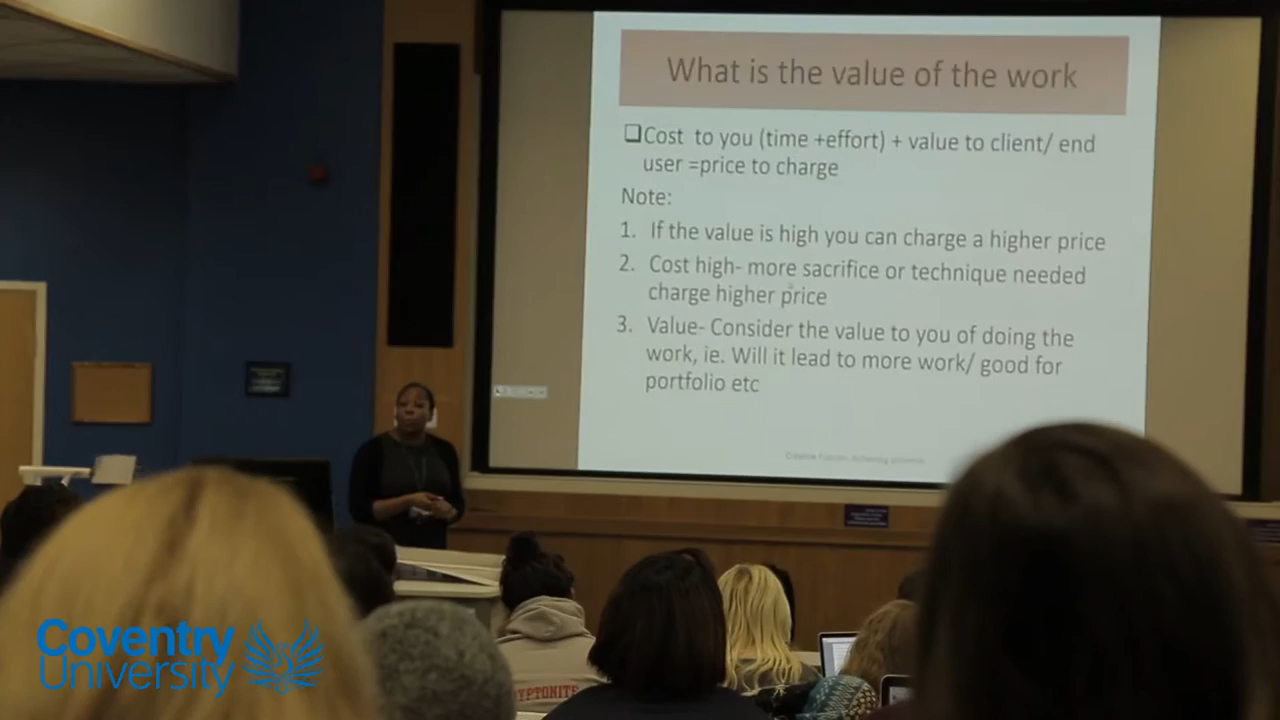 What is the value of the work
❑Cost to you (time +effort) + value to client/ end
user =price to charge
Note:
1. If the value is high you can charge a higher price
2. Cost high- more sacrifice or technique needed
charge higher price
3. Value- Consider the value to you of doing the
work, ie. Will it lead to more work/ good for
portfolio etc
YPTONITE
Coventry
University